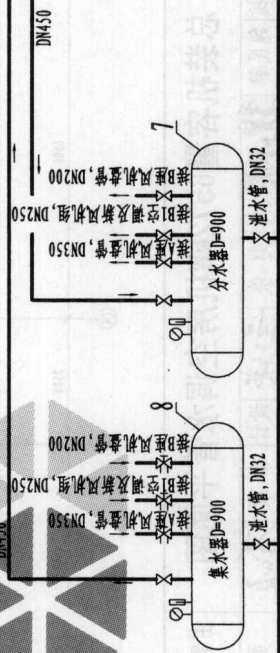 DN450
7
接B座风机盘管, DN200
接B1空调及新风机组, DN250
接A座风机盘管, DN350
分水器D=900
泄水管, DN32
8
接B座风机盘管, DN200
接B1空调及新风机组, DN250
接A座风机盘管, DN350
集水器D=900
泄水管, DN32